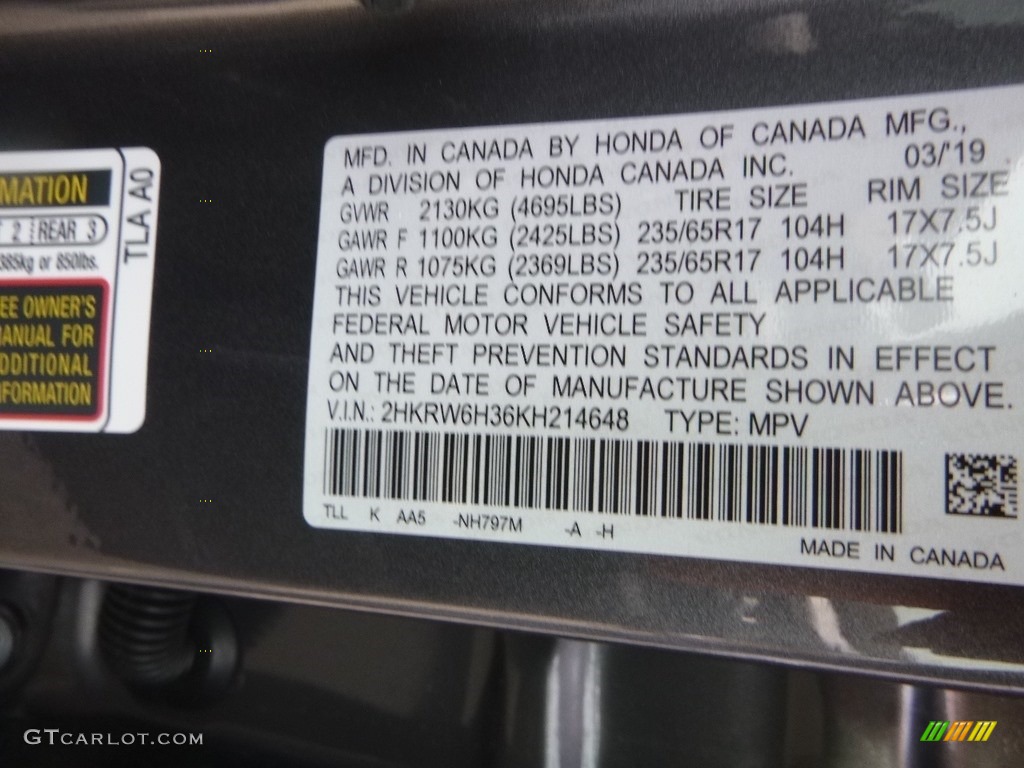 MATION
2 REAR 3
385kg or 850lbs.
EE OWNER'S
MANUAL FOR
DDITIONAL
NFORMATION
TLA A0
MFD. IN CANADA BY HONDA OF CANADA MFG.,
A DIVISION OF HONDA CANADA INC. 03/'19
GVWR 2130KG (4695LBS) TIRE SIZE RIM SIZE
GAWR F 1100KG (2425LBS) 235/65R17 104H 17X7.5J
GAWR R 1075KG (2369LBS) 235/65R17 104H 17X7.5J
THIS VEHICLE CONFORMS TO ALL APPLICABLE
FEDERAL MOTOR VEHICLE SAFETY
AND THEFT PREVENTION STANDARDS IN EFFECT
ON THE DATE OF MANUFACTURE SHOWN ABOVE.
V.I.N.: 2HKRW6H36KH214648 TYPE: MPV
TLL K AA5 -NH797M -A -H
MADE IN CANADA
GTCARLOT.COM